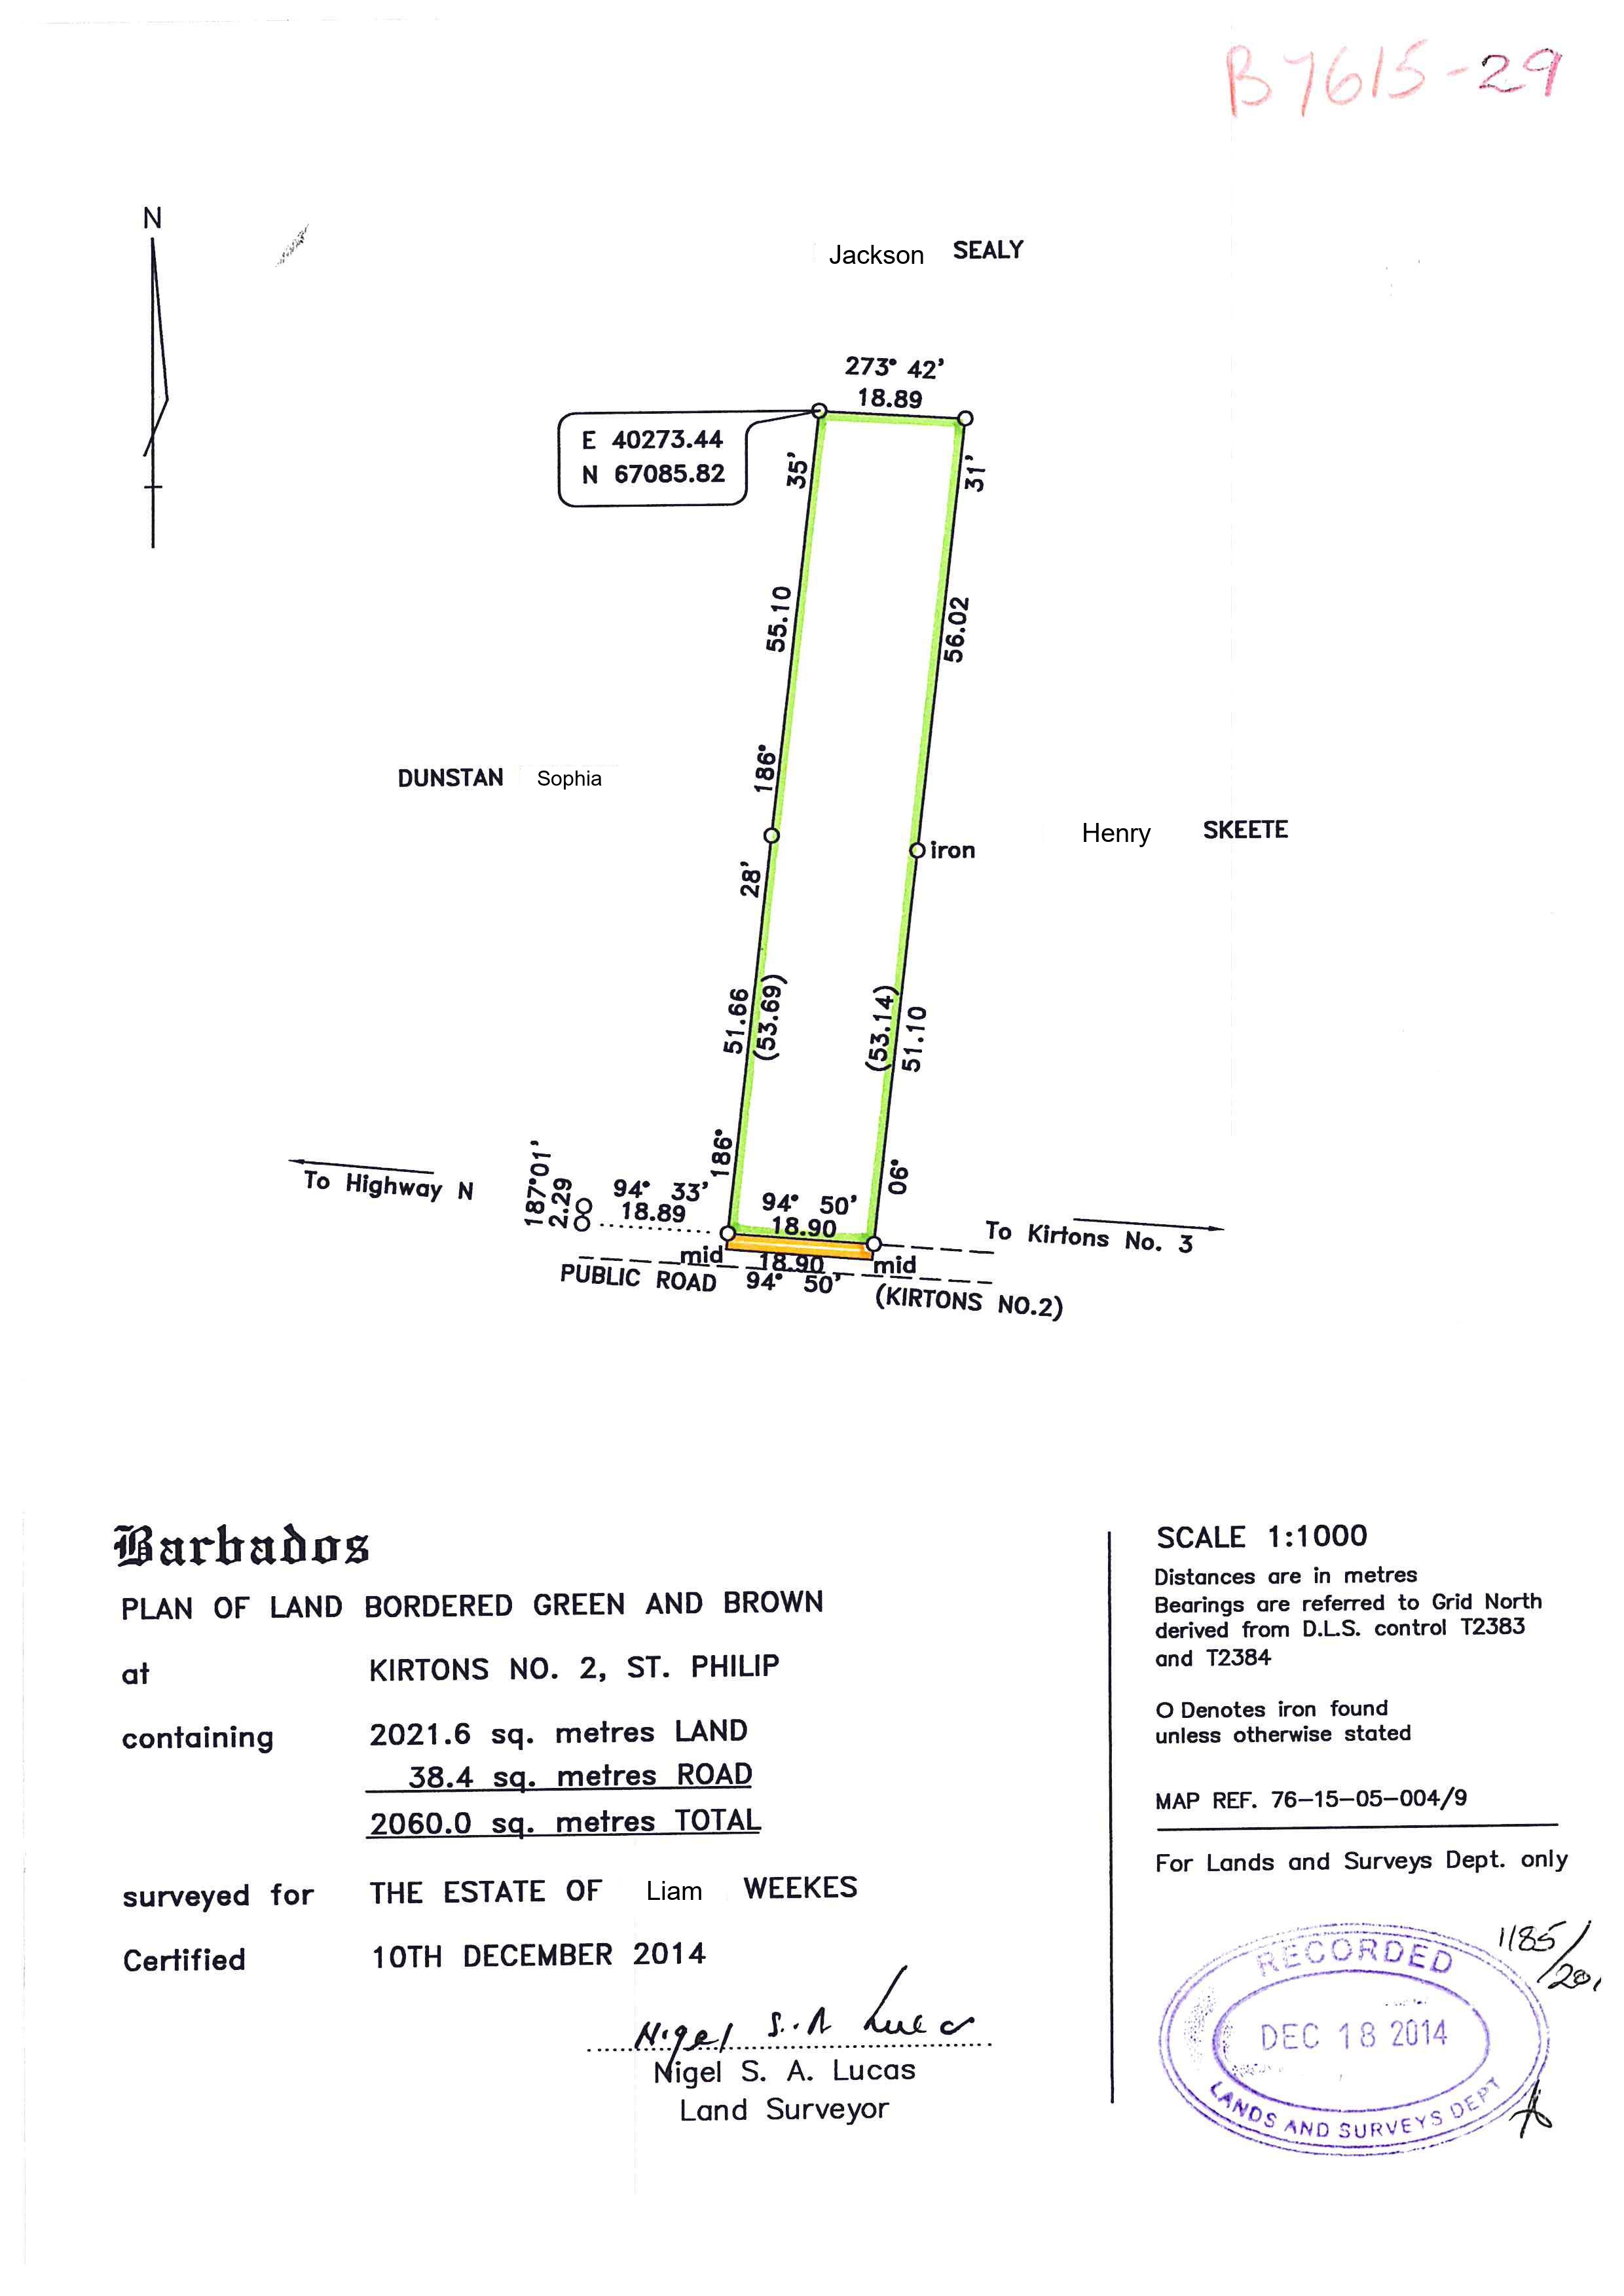 B7615-29
N
Jackson SEALY
273° 42'
18.89
E 40273.44
N 67085.82
35'
31'
55.10
56.02
186°
DUNSTAN Sophia
Henry SKEETE
iron
28'
51.66
(53.69)
(53.14)
51.10
186°
06°
To Highway N
187°01'
2.29
94° 33'
18.89
94° 50'
18.90
To Kirtons No. 3
mid
18.90
mid
PUBLIC ROAD 94° 50' (KIRTONS NO.2)
Barbados
PLAN OF LAND BORDERED GREEN AND BROWN
at KIRTONS NO. 2, ST. PHILIP
containing 2021.6 sq. metres LAND
38.4 sq. metres ROAD
2060.0 sq. metres TOTAL
surveyed for THE ESTATE OF Liam WEEKES
Certified 10TH DECEMBER 2014
Nigel S. A Lucas
Nigel S. A. Lucas
Land Surveyor
SCALE 1:1000
Distances are in metres
Bearings are referred to Grid North
derived from D.L.S. control T2383
and T2384
O Denotes iron found
unless otherwise stated
MAP REF. 76-15-05-004/9
For Lands and Surveys Dept. only
1185/
RECORDED
DEC 18 2014
LANDS AND SURVEYS DEPT